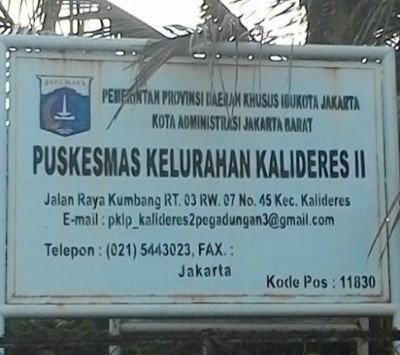 JAYA RAYA
PEMERINTAH PROVINSI DAERAH KHUSUS IBUKOTA JAKARTA
KOTA ADMINISTRASI JAKARTA BARAT
PUSKESMAS KELURAHAN KALIDERES II
Jalan Raya Kumbang RT. 03 RW. 07 No. 45 Kec. Kalideres
E-mail : pklp_kalideres2pegadungan3@gmail.com
Telepon : (021) 5443023, FAX. :
Jakarta
Kode Pos : 11830